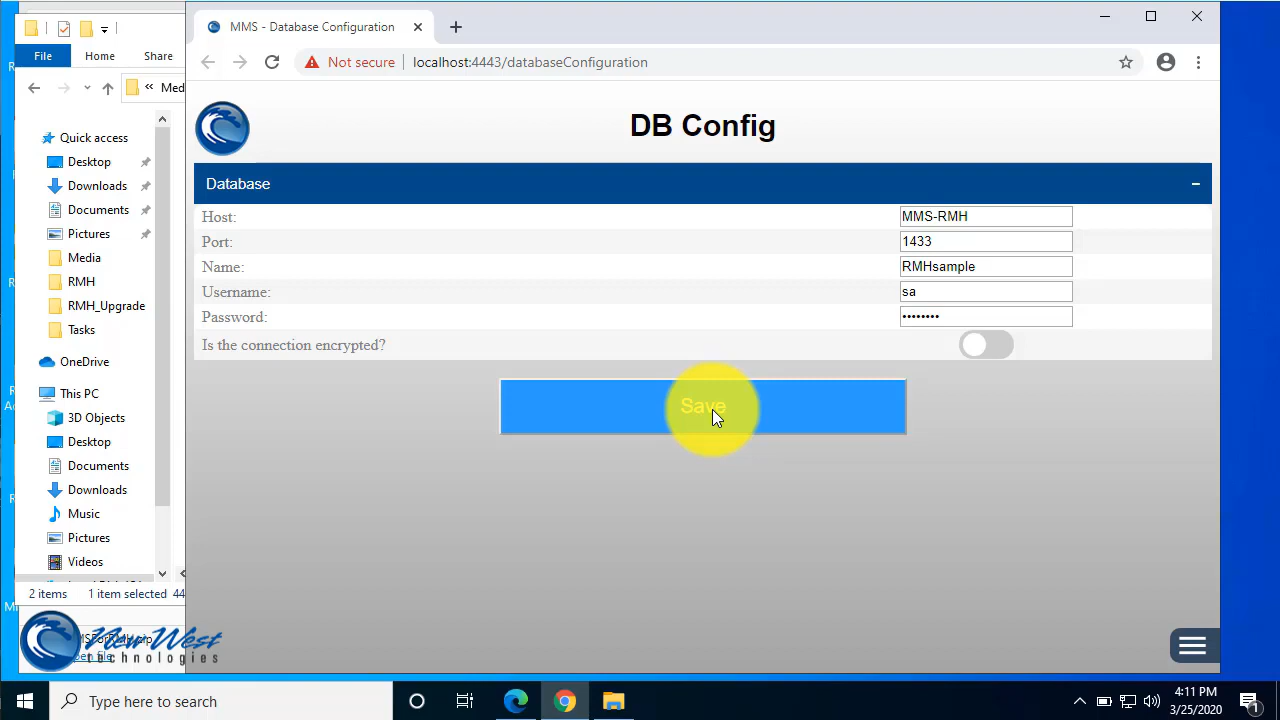 MMS - Database Configuration
File Home Share
Not secure localhost:4443/databaseConfiguration
« Med
DB Config
Quick access
Desktop
Downloads
Documents
Pictures
Media
RMH
RMH_Upgrade
Tasks
OneDrive
This PC
3D Objects
Desktop
Documents
Downloads
Music
Pictures
Videos
2 items 1 item selected 44
Database
Host: MMS-RMH
Port: 1433
Name: RMHsample
Username: sa
Password: ••••••••
Is the connection encrypted?
Save
New West
Technologies
Type here to search
4:11 PM
3/25/2020
1